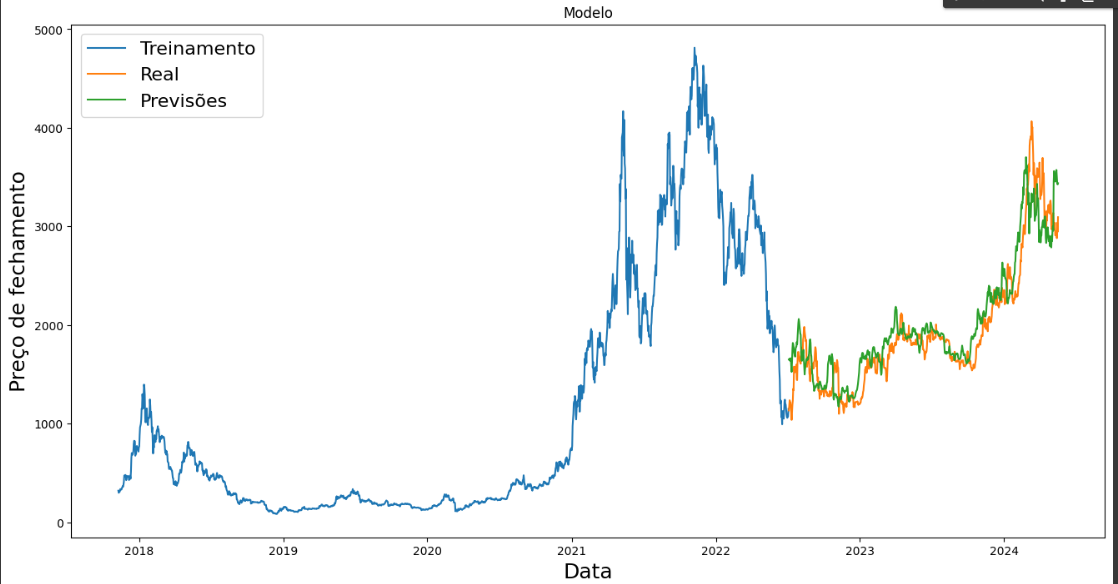 Modelo
5000
4000
3000
2000
1000
0
Treinamento
Real
Previsões
Preço de fechamento
2018
2019
2020
2021
2022
2023
2024
Data